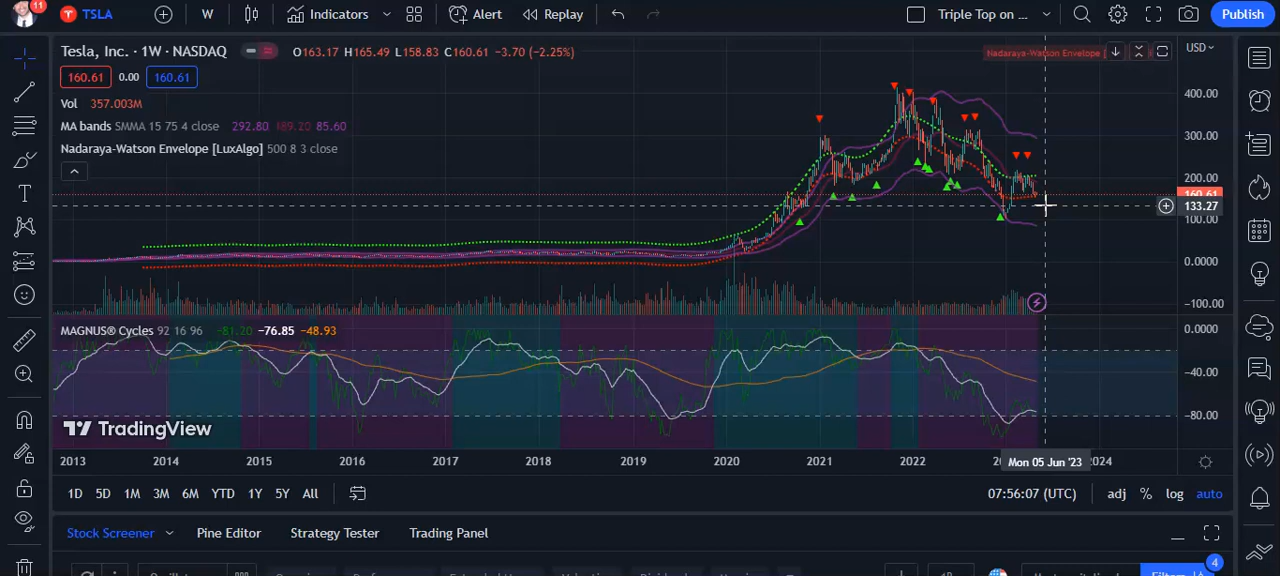 11 TSLA W Indicators Alert Replay Triple Top on ... Publish
Tesla, Inc. · 1W · NASDAQ O163.17 H165.49 L158.83 C160.61 −3.70 (−2.25%)
Nadaraya-Watson Envelope [
USD
160.61 0.00 160.61
Vol 357.003M
MA bands SMMA 15 75 4 close 292.80 189.20 85.60
Nadaraya-Watson Envelope [LuxAlgo] 500 8 3 close
400.00
300.00
200.00
160.61
133.27
100.00
0.0000
−100.00
MAGNUS® Cycles 92 16 96 −81.20 −76.85 −48.93
0.0000
−40.00
−80.00
TradingView
2013 2014 2015 2016 2017 2018 2019 2020 2021 2022 Mon 05 Jun '23 2024
1D 5D 1M 3M 6M YTD 1Y 5Y All 07:56:07 (UTC) adj % log auto
Stock Screener Pine Editor Strategy Tester Trading Panel
4